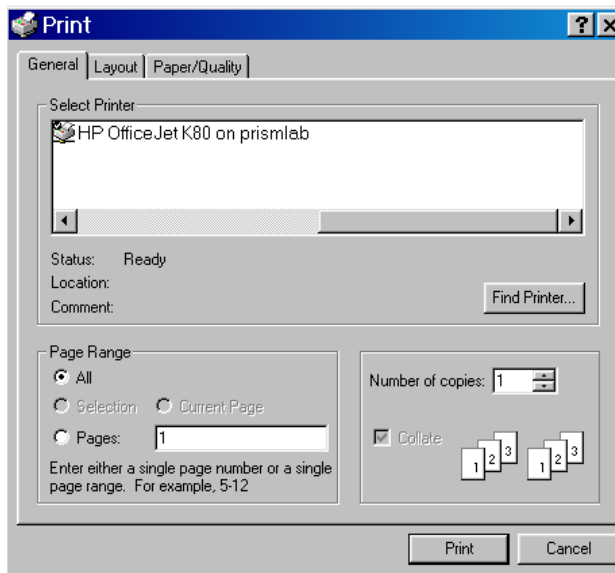 Print
General Layout Paper/Quality
Select Printer
HP OfficeJet K80 on prismlab
Status: Ready
Location:
Comment:
Find Printer...
Page Range
All
Selection Current Page
Pages: 1
Enter either a single page number or a single
page range. For example, 5-12
Number of copies: 1
Collate
1 2 3 1 2 3
Print Cancel